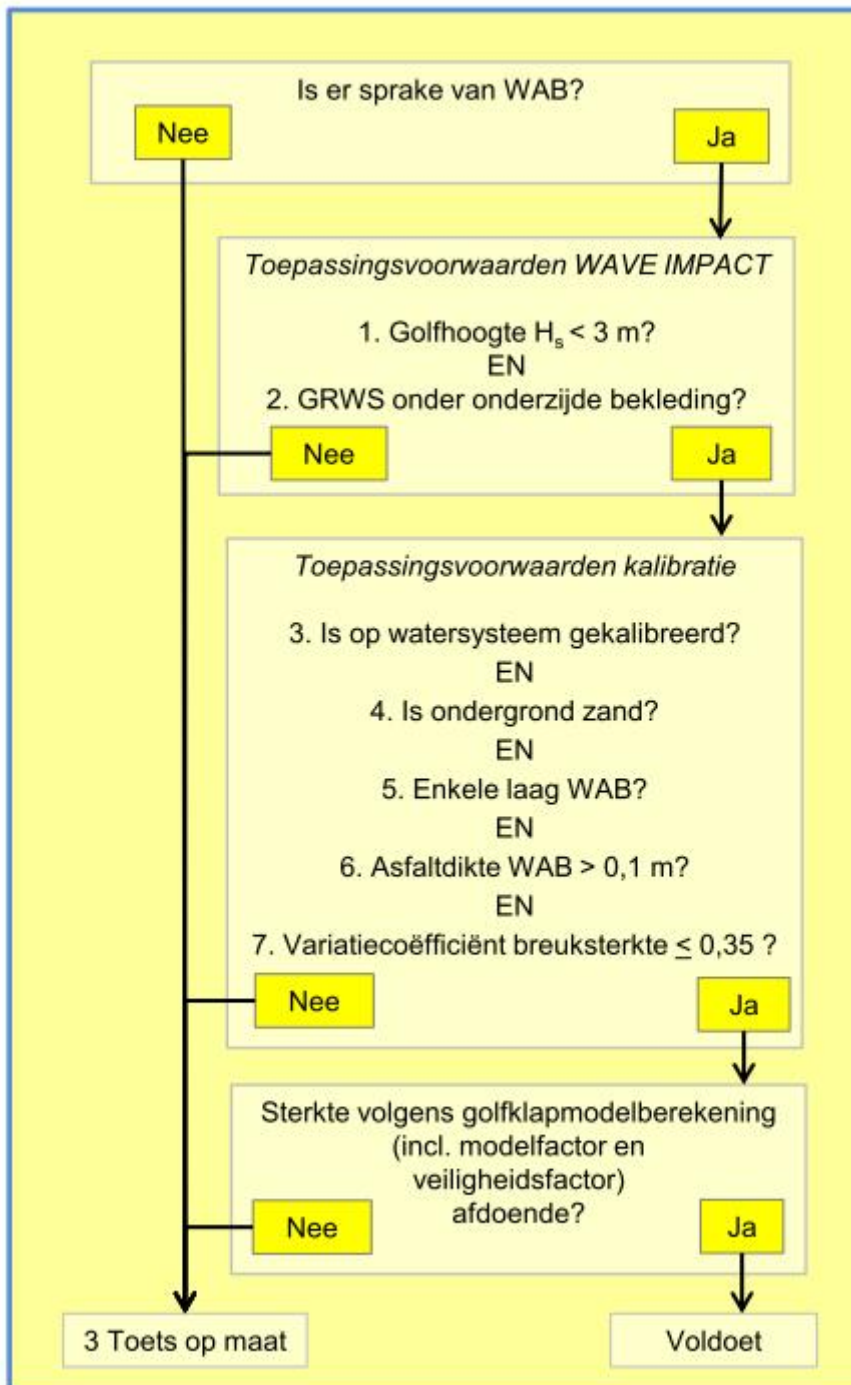 Is er sprake van WAB?
Nee
Ja
Toepassingsvoorwaarden WAVE IMPACT
1. Golfhoogte Hs < 3 m?
EN
2. GRWS onder onderzijde bekleding?
Nee
Ja
Toepassingsvoorwaarden kalibratie
3. Is op watersysteem gekalibreerd?
EN
4. Is ondergrond zand?
EN
5. Enkele laag WAB?
EN
6. Asfaltdikte WAB > 0,1 m?
EN
7. Variatiecoëfficiënt breuksterkte ≤ 0,35 ?
Nee
Ja
Sterkte volgens golfklapmodelberekening
(incl. modelfactor en
veiligheidsfactor)
afdoende?
Nee
Ja
3 Toets op maat
Voldoet